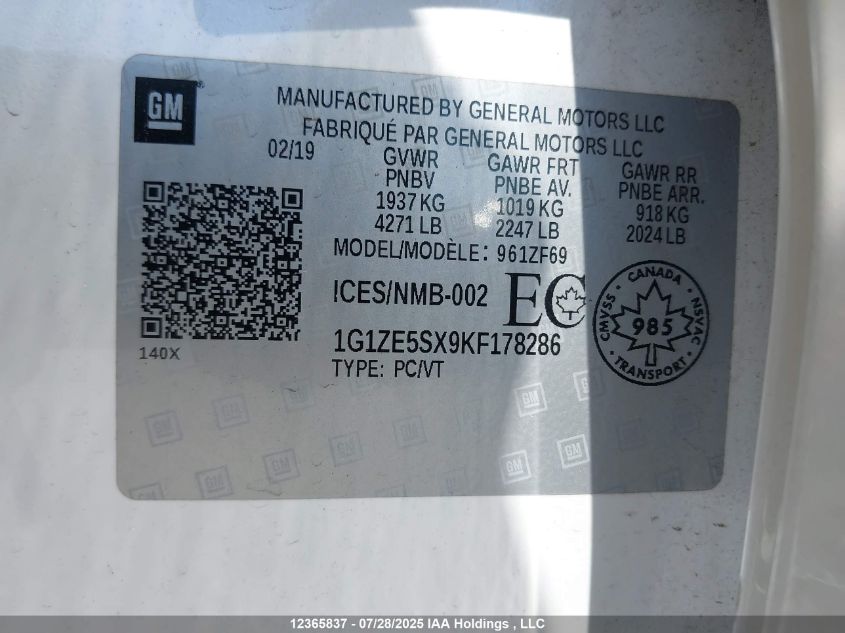 GM
MANUFACTURED BY GENERAL MOTORS LLC
FABRIQUÉ PAR GENERAL MOTORS LLC
02/19
GVWR
PNBV
1937 KG
4271 LB
GAWR FRT
PNBE AV.
1019 KG
2247 LB
GAWR RR
PNBE ARR.
918 KG
2024 LB
MODEL/MODÈLE: 961ZF69
ICES/NMB-002
EC
1G1ZE5SX9KF178286
TYPE: PC/VT
140X
CANADA
CMVSS
NSVAC
985
TRANSPORT
12365837 - 07/28/2025 IAA Holdings , LLC